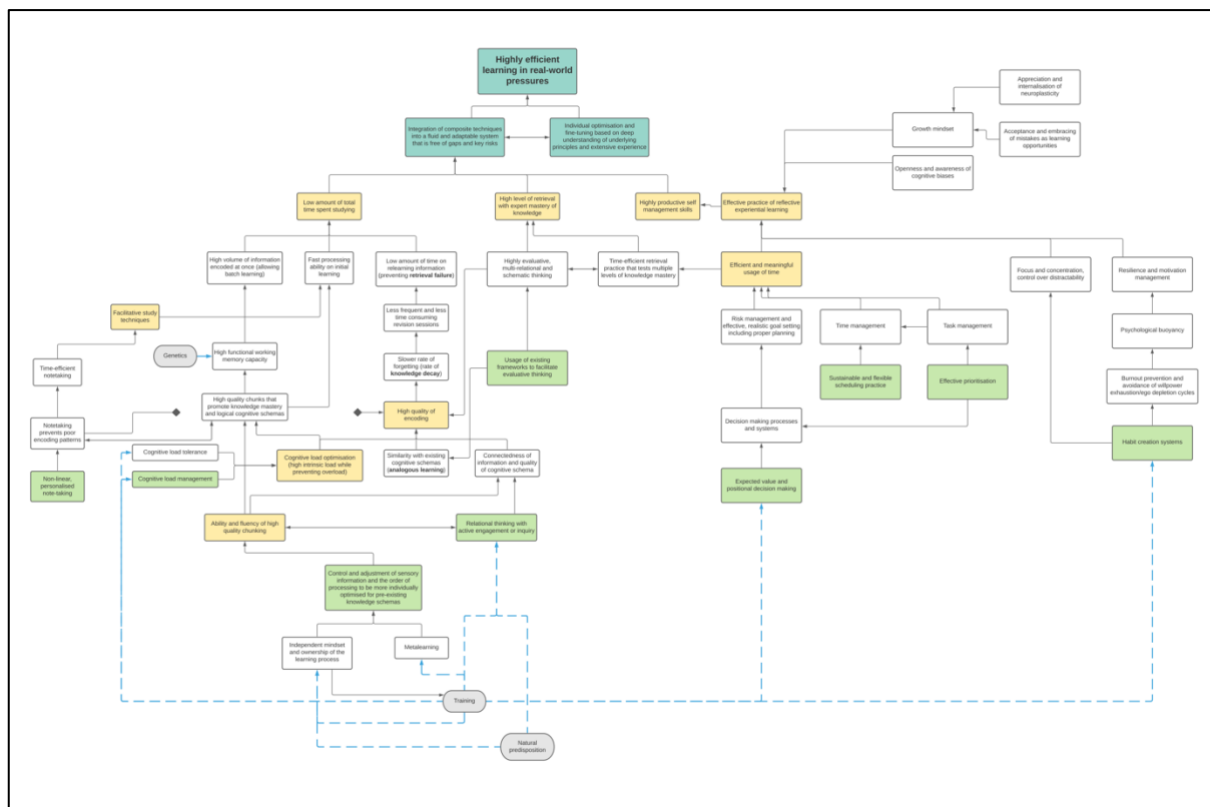 Highly efficient
learning in real-world
pressures
Appreciation and
internalisation of
neuroplasticity
Integration of composite techniques
into a fluid and adaptable system
that is free of gaps and key risks
Individual optimisation and
fine-tuning based on deep
understanding of underlying
principles and extensive experience
Growth mindset
Acceptance and embracing
of mistakes as learning
opportunities
Openness and awareness of
cognitive biases
Low amount of total
time spent studying
High level of retrieval
with expert mastery of
knowledge
Highly productive self
management skills
Effective practice of reflective
experiential learning
High volume of information
encoded at once (allowing
batch learning)
Fast processing
ability on initial
learning
Low amount of time on
relearning information
(preventing retrieval failure)
Highly evaluative,
multi-relational and
schematic thinking
Time-efficient retrieval
practice that tests multiple
levels of knowledge mastery
Efficient and meaningful
usage of time
Focus and concentration,
control over distractability
Resilience and motivation
management
Facilitative study
techniques
Less frequent and less
time consuming
revision sessions
Risk management and
effective, realistic goal setting
including proper planning
Time management
Task management
Psychological buoyancy
Genetics
High functional working
memory capacity
Time-efficient
notetaking
Slower rate of
forgetting (rate of
knowledge decay)
Usage of existing
frameworks to facilitate
evaluative thinking
Sustainable and flexible
scheduling practice
Effective prioritisation
Burnout prevention and
avoidance of willpower
exhaustion/ego depletion cycles
High quality chunks that
promote knowledge mastery
and logical cognitive schemas
High quality of
encoding
Notetaking
prevents poor
encoding patterns
Decision making processes
and systems
Habit creation systems
Cognitive load tolerance
Cognitive load management
Cognitive load optimisation
(high intrinsic load while
preventing overload)
Similarity with existing
cognitive schemas
(analogous learning)
Connectedness of
information and quality
of cognitive schema
Non-linear,
personalised
note-taking
Expected value and
positional decision making
Ability and fluency of high
quality chunking
Relational thinking with
active engagement or inquiry
Control and adjustment of sensory
information and the order of
processing to be more individually
optimised for pre-existing
knowledge schemas
Independent mindset
and ownership of the
learning process
Metalearning
Training
Natural
predisposition